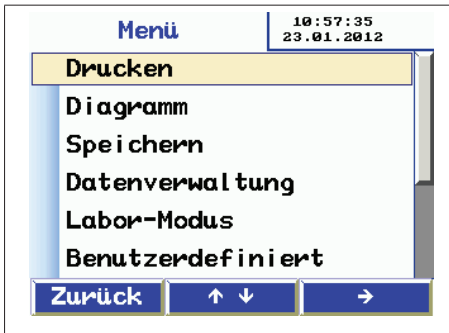 Menü
10:57:35
23.01.2012
Drucken
Diagramm
Speichern
Datenverwaltung
Labor-Modus
Benutzerdefiniert
Zurück ↑ ↓ →